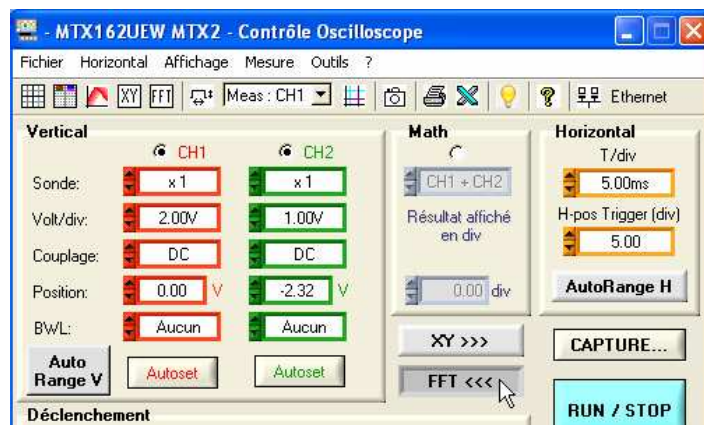 - MTX162UEW MTX2 - Contrôle Oscilloscope
Fichier Horizontal Affichage Mesure Outils ?
XY FFT Meas : CH1 ? Ethernet
Vertical
CH1 CH2
Sonde: x 1 x 1
Volt/div: 2.00V 1.00V
Couplage: DC DC
Position: 0.00 V -2.32 V
BWL: Aucun Aucun
Auto Range V Autoset Autoset
Math
CH1 + CH2
Résultat affiché
en div
0.00 div
XY >>>
FFT <<<
Horizontal
T/div
5.00ms
H-pos Trigger (div)
5.00
AutoRange H
CAPTURE...
RUN / STOP
Déclenchement